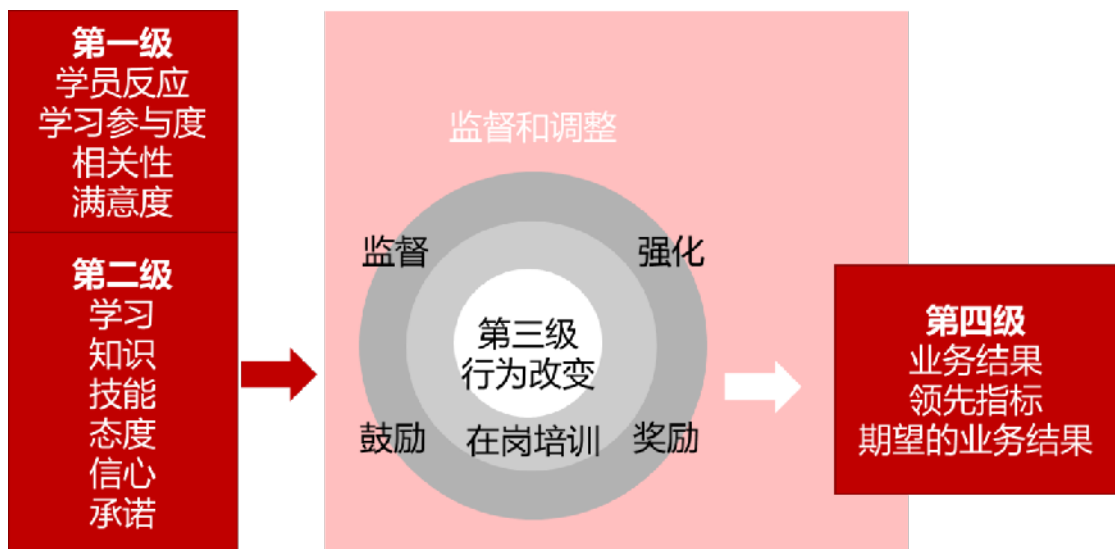 第一级
学员反应
学习参与度
相关性
满意度
第二级
学习
知识
技能
态度
信心
承诺
监督和调整
监督
强化
第三级
行为改变
鼓励
在岗培训
奖励
第四级
业务结果
领先指标
期望的业务结果